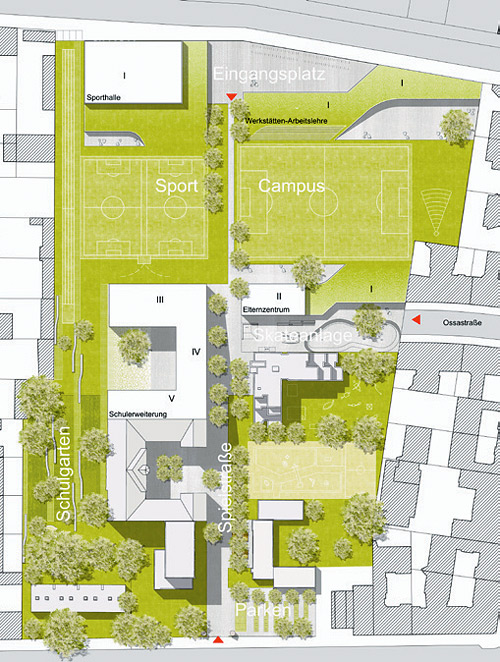 Eingangsplatz
I
I
Sporthalle
I
Werkstätten-Arbeitslehre
Sport
Campus
III
II
I
Elternzentrum
Ossastraße
Skateanlage
IV
V
Schulerweiterung
Schulgarten
Spielstraße
Parken